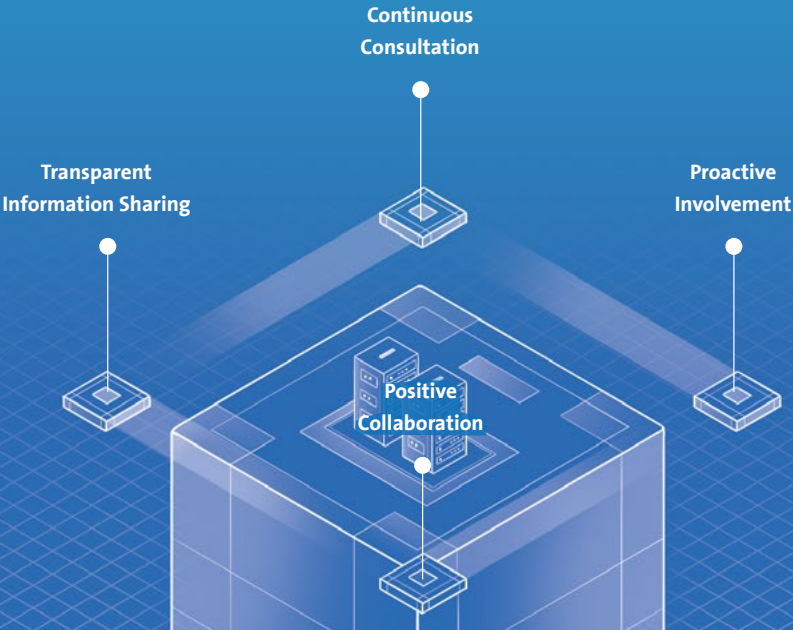 Continuous
Consultation
Transparent
Information Sharing
Proactive
Involvement
Positive
Collaboration